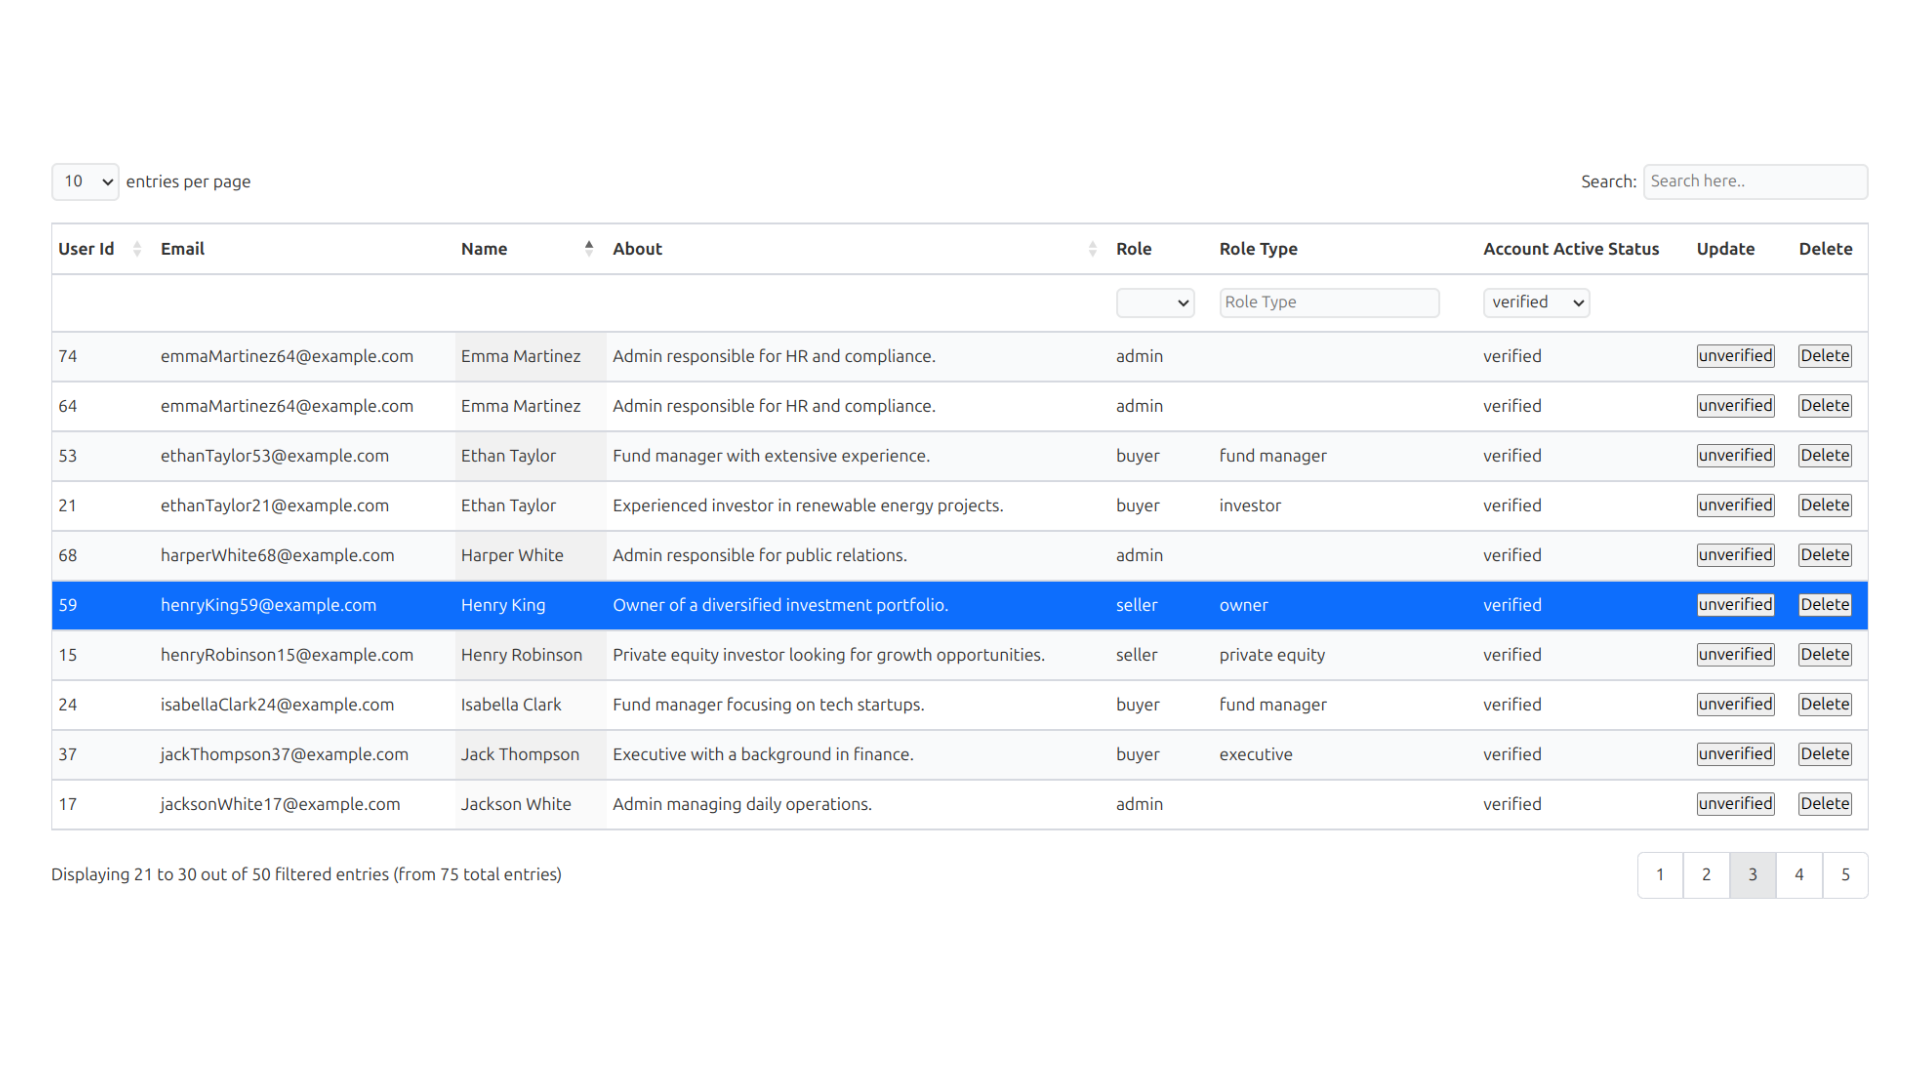 10 entries per page Search: Search here..
User Id Email Name About Role Role Type Account Active Status Update Delete
Role Type verified
74 emmaMartinez64@example.com Emma Martinez Admin responsible for HR and compliance. admin verified unverified Delete
64 emmaMartinez64@example.com Emma Martinez Admin responsible for HR and compliance. admin verified unverified Delete
53 ethanTaylor53@example.com Ethan Taylor Fund manager with extensive experience. buyer fund manager verified unverified Delete
21 ethanTaylor21@example.com Ethan Taylor Experienced investor in renewable energy projects. buyer investor verified unverified Delete
68 harperWhite68@example.com Harper White Admin responsible for public relations. admin verified unverified Delete
59 henryKing59@example.com Henry King Owner of a diversified investment portfolio. seller owner verified unverified Delete
15 henryRobinson15@example.com Henry Robinson Private equity investor looking for growth opportunities. seller private equity verified unverified Delete
24 isabellaClark24@example.com Isabella Clark Fund manager focusing on tech startups. buyer fund manager verified unverified Delete
37 jackThompson37@example.com Jack Thompson Executive with a background in finance. buyer executive verified unverified Delete
17 jacksonWhite17@example.com Jackson White Admin managing daily operations. admin verified unverified Delete
Displaying 21 to 30 out of 50 filtered entries (from 75 total entries) 1 2 3 4 5